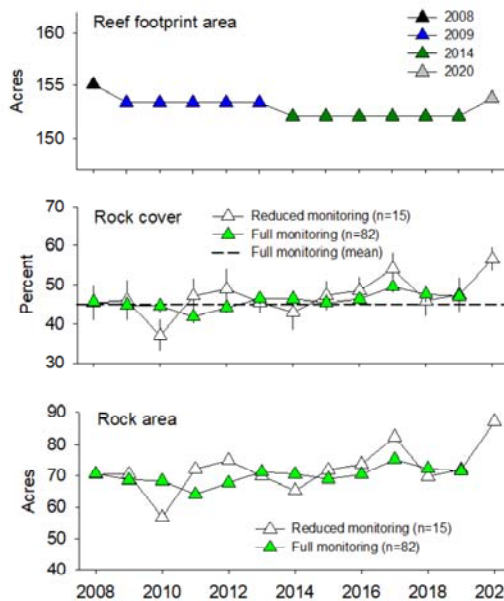 Reef footprint area
2008
2009
2014
2020
160
155
150
Acres
Rock cover
Reduced monitoring (n=15)
Full monitoring (n=82)
Full monitoring (mean)
70
60
50
40
30
Percent
Rock area
90
80
70
60
50
40
Acres
Reduced monitoring (n=15)
Full monitoring (n=82)
2008 2010 2012 2014 2016 2018 202